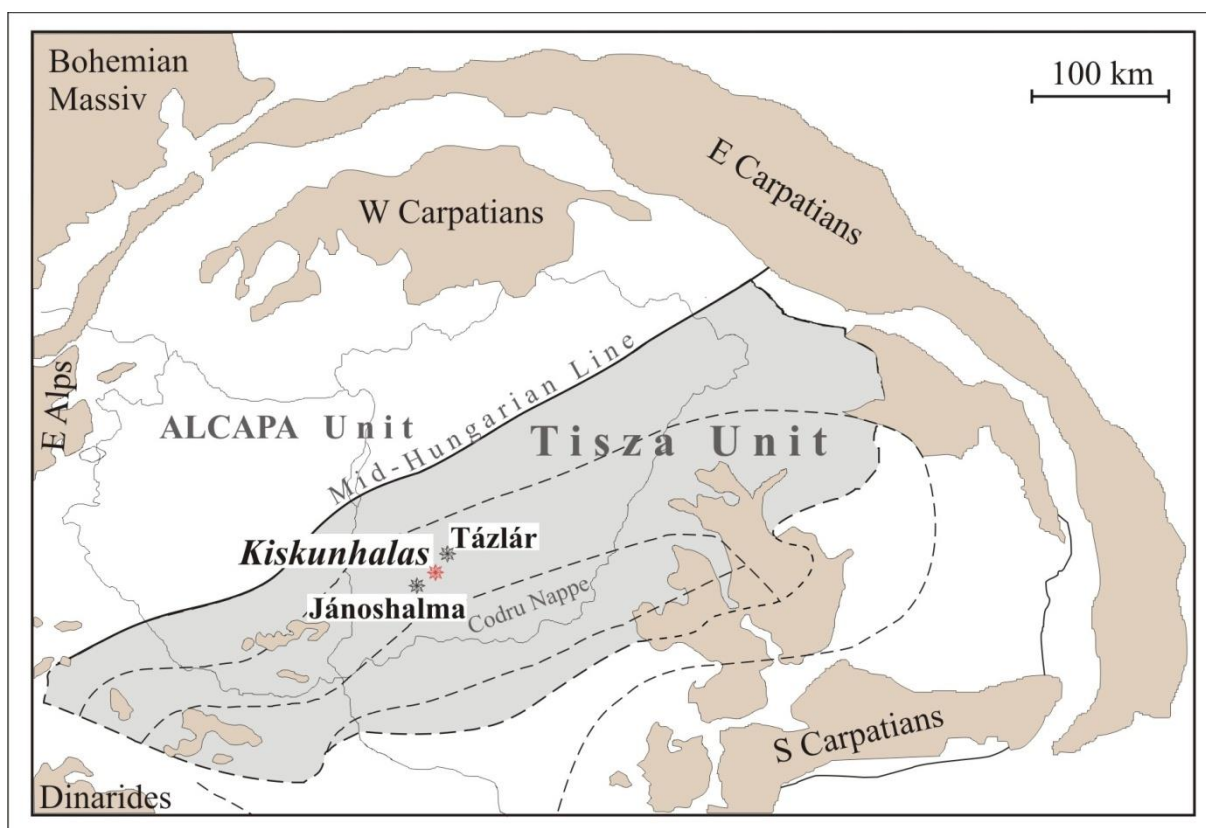 Bohemian
Massiv
100 km
E Carpatians
W Carpatians
E Alps
ALCAPA Unit
Mid-Hungarian Line
Tisza Unit
Tázlár
Kiskunhalas
Jánoshalma
Codru Nappe
S Carpatians
Dinarides